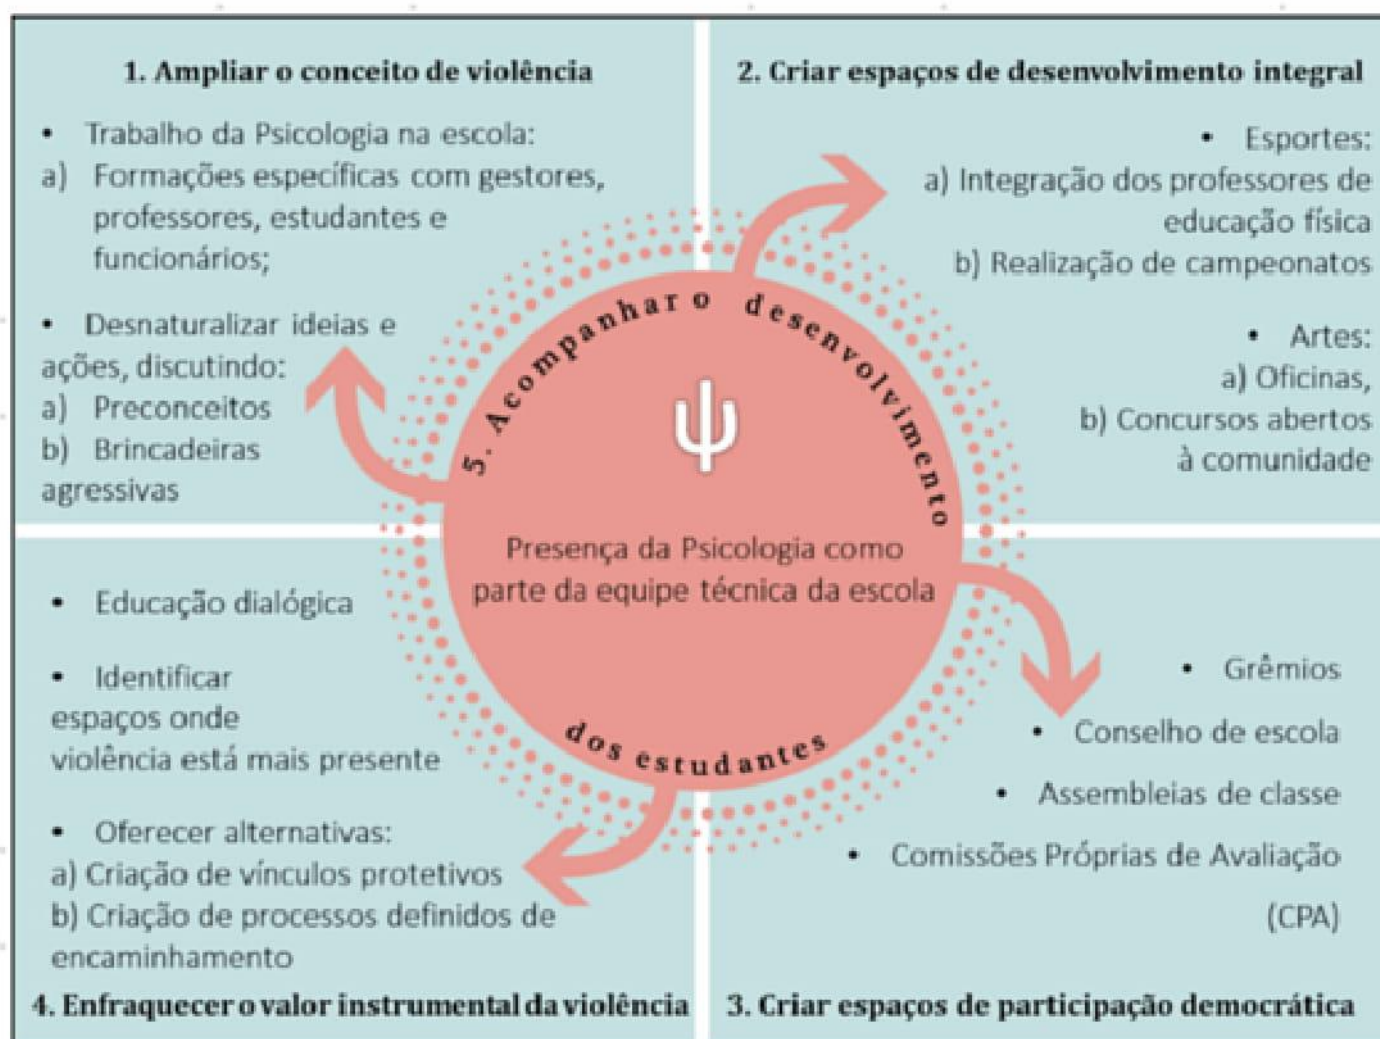 1. Ampliar o conceito de violência
• Trabalho da Psicologia na escola:
a) Formações específicas com gestores,
professores, estudantes e
funcionários;
• Desnaturalizar ideias e
ações, discutindo:
a) Preconceitos
b) Brincadeiras
agressivas
2. Criar espaços de desenvolvimento integral
• Esportes:
a) Integração dos professores de
educação física
b) Realização de campeonatos
• Artes:
a) Oficinas,
b) Concursos abertos
à comunidade
5. Acompanhar o desenvolvimento
ψ
Presença da Psicologia como
parte da equipe técnica da escola
dos estudantes
• Educação dialógica
• Identificar
espaços onde
violência está mais presente
• Oferecer alternativas:
a) Criação de vínculos protetivos
b) Criação de processos definidos de
encaminhamento
4. Enfraquecer o valor instrumental da violência
• Grêmios
• Conselho de escola
• Assembleias de classe
• Comissões Próprias de Avaliação
(CPA)
3. Criar espaços de participação democrática